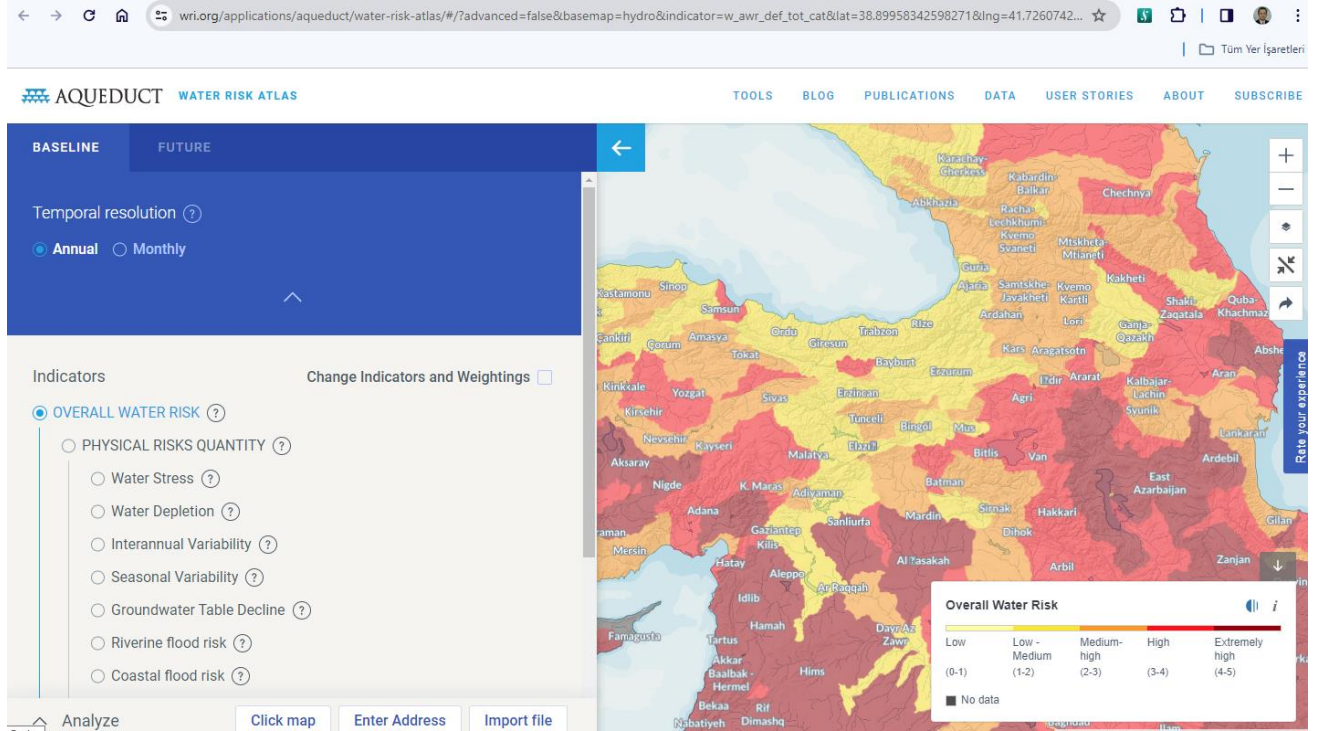 wri.org/applications/aqueduct/water-risk-atlas/#/?advanced=false&basemap=hydro&indicator=w_awr_def_tot_cat&lat=38.89958342598271&lng=41.7260742...
Tüm Yer İşaretleri
AQUEDUCT WATER RISK ATLAS
TOOLS BLOG PUBLICATIONS DATA USER STORIES ABOUT SUBSCRIBE
BASELINE FUTURE
Temporal resolution ?
Annual Monthly
Indicators Change Indicators and Weightings
OVERALL WATER RISK ?
PHYSICAL RISKS QUANTITY ?
Water Stress ?
Water Depletion ?
Interannual Variability ?
Seasonal Variability ?
Groundwater Table Decline ?
Riverine flood risk ?
Coastal flood risk ?
Analyze Click map Enter Address Import file
Karachay-
Cherkess
Kabardin-
Balkar
Chechnya
Abkhazia
Racha-
Lechkhumi-
Kvemo
Svaneti
Mtskheta-
Mtianeti
Guria
Kakheti
Ajaria
Samtskhe-
Javakheti
Kvemo
Kartli
Shaki-
Zaqatala
Quba-
Khachmaz
Kastamonu
Sinop
Samsun
Ardahan
Lori
Ganja-
Qazakh
Çankiri
Çorum
Amasya
Ordu
Giresun
Trabzon
Rize
Tokat
Bayburt
Kars
Aragatsotn
Abshe
Erzurum
Kinkkale
Yozgat
Sivas
Erzincan
I?dir
Ararat
Kalbajar-
Lachin
Aran
Agri
Kirsehir
Tunceli
Bingöl
Mus
Syunik
Nevsehir
Kayseri
Elazi?
Lankaran
Aksaray
Malatya
Bitlis
Van
Ardebil
Nigde
K. Maras
Adiyaman
Batman
East
Azarbaijan
Adana
Sanliurfa
Mardin
Sirnak
Hakkari
Gaziantep
Gilan
araman
Mersin
Kilis
Dihok
Hatay
Aleppo
Al ?asakah
Arbil
Zanjan
Idlib
Ar Raqqah
Famagusta
Hamah
Tartus
Dayr Az
Zawr
Akkar
Baalbak -
Hermel
Hims
Bekaa
Rif
Dimashq
Nabatiyeh
Baghdad
Ilam
Rate your experience
Overall Water Risk i
Low Low - Medium Medium- high High Extremely high
(0-1) (1-2) (2-3) (3-4) (4-5)
No data